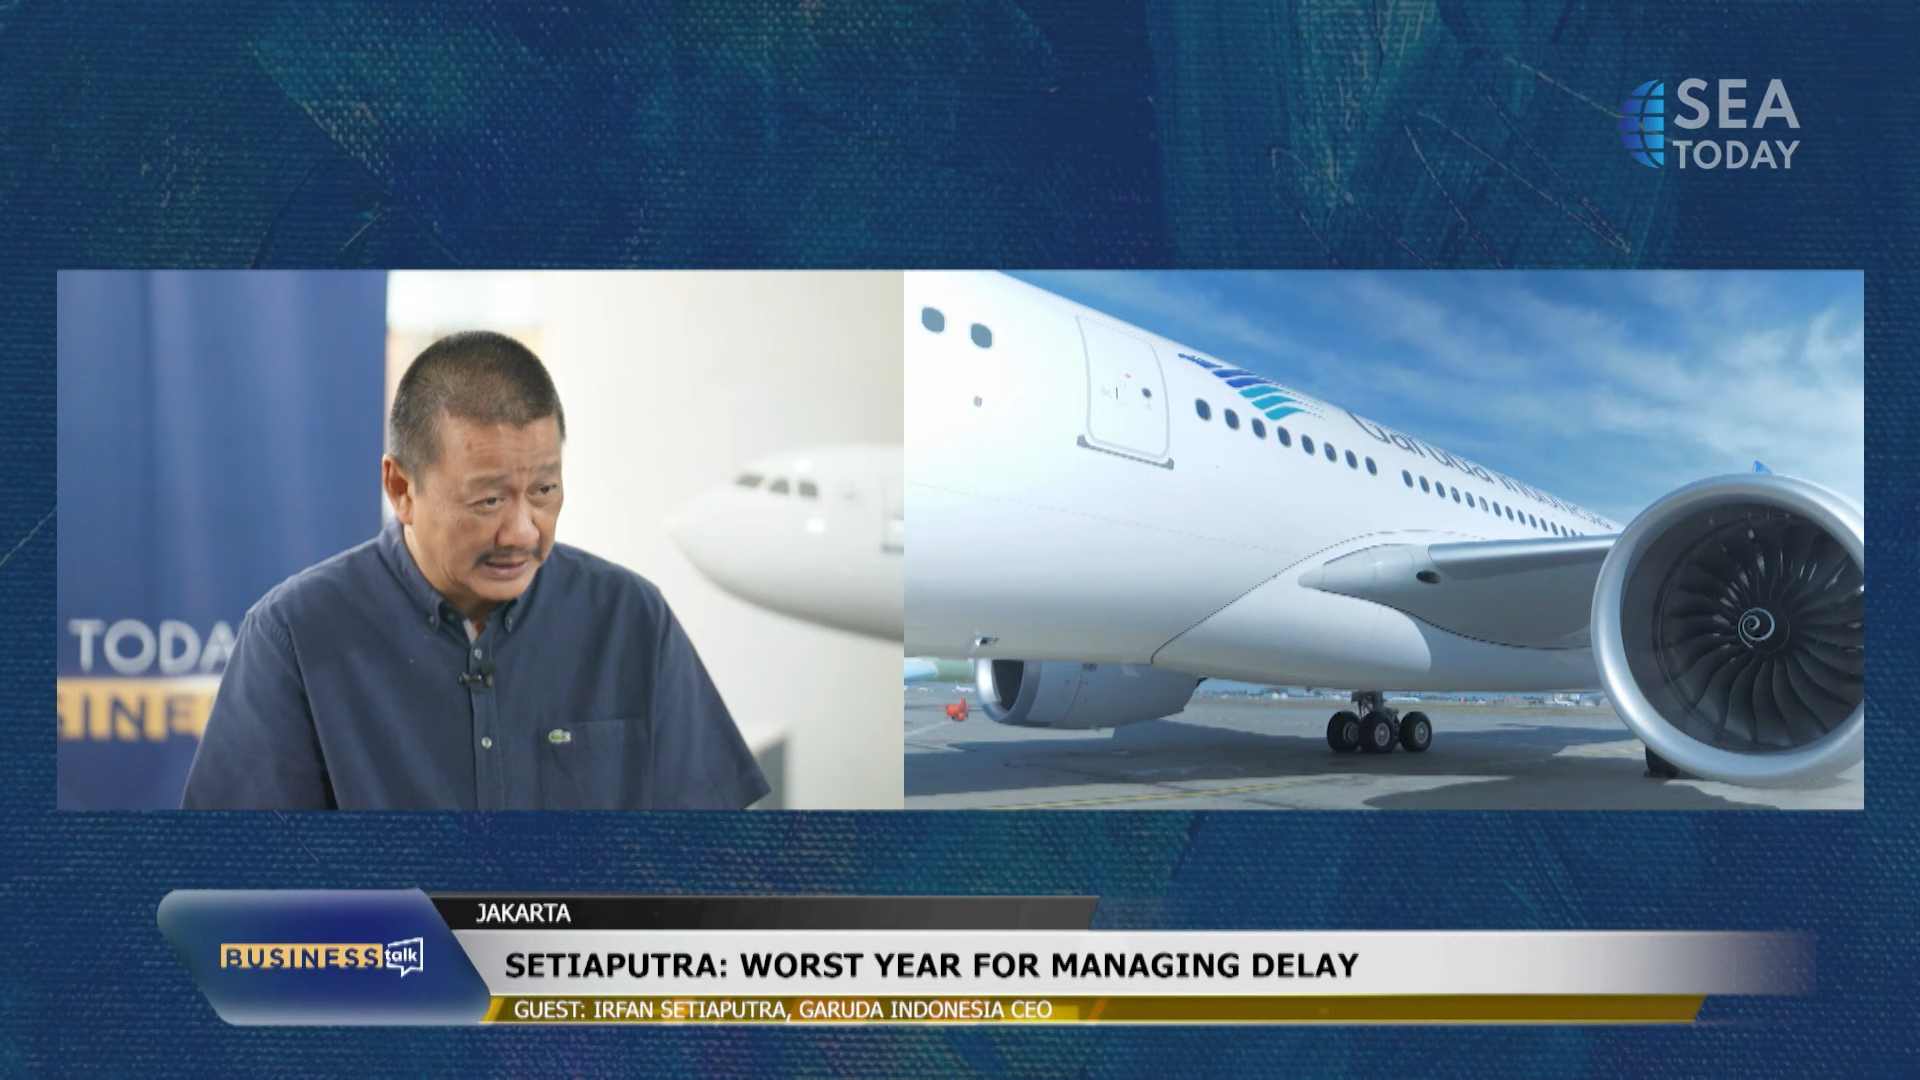 SEA
TODAY
Garuda Indonesia
TODA
SINE
JAKARTA
BUSINESS talk
SETIAPUTRA: WORST YEAR FOR MANAGING DELAY
GUEST: IRFAN SETIAPUTRA, GARUDA INDONESIA CEO